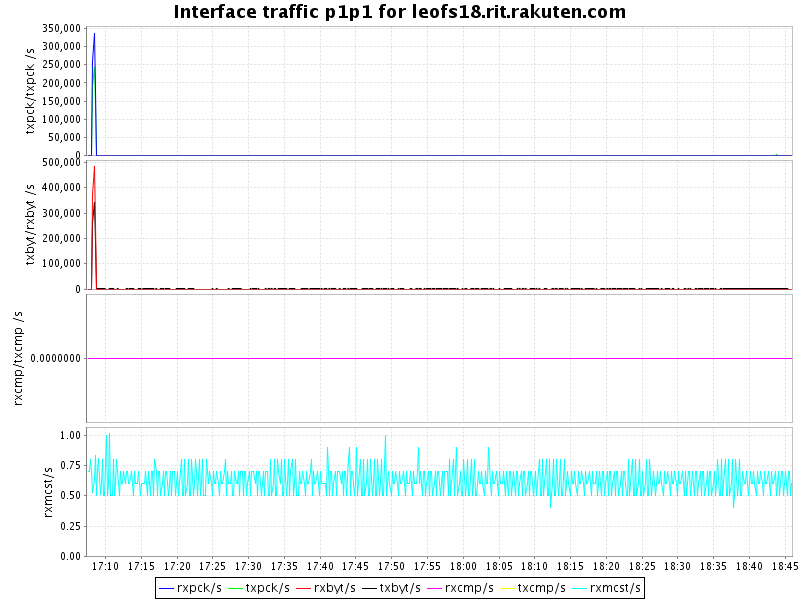 Interface traffic p1p1 for leofs18.rit.rakuten.com
txpck/txpck /s
350,000
300,000
250,000
200,000
150,000
100,000
50,000
0
txbyt/rxbyt /s
500,000
400,000
300,000
200,000
100,000
0
rxcmp/txcmp /s
0.0000000
rxmcst/s
1.00
0.75
0.50
0.25
0.00
17:10 17:15 17:20 17:25 17:30 17:35 17:40 17:45 17:50 17:55 18:00 18:05 18:10 18:15 18:20 18:25 18:30 18:35 18:40 18:45
rxpck/s txpck/s rxbyt/s txbyt/s rxcmp/s txcmp/s rxmcst/s